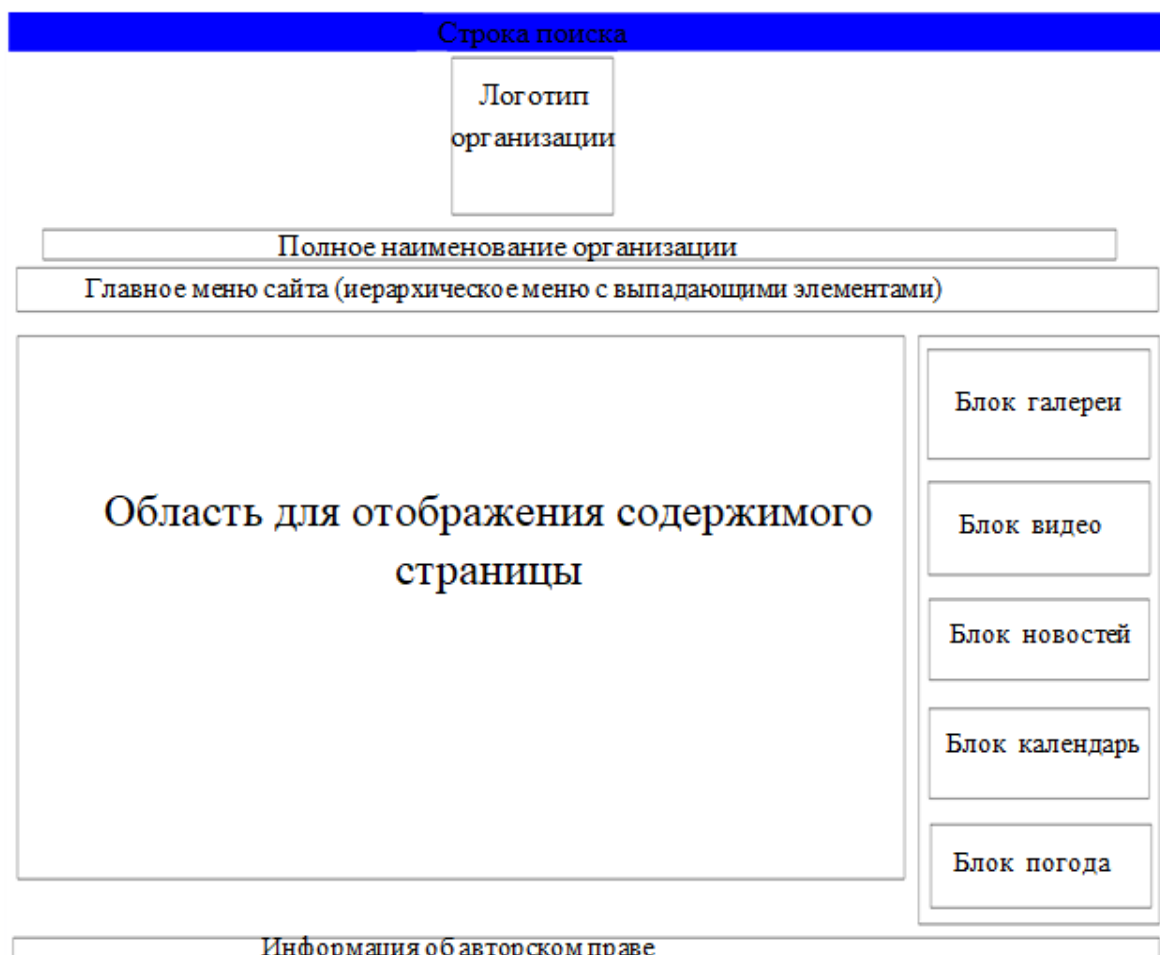 Строка поиска
Логотип
организации
Полное наименование организации
Главное меню сайта (иерархическое меню с выпадающими элементами)
Область для отображения содержимого
страницы
Блок галереи
Блок видео
Блок новостей
Блок календарь
Блок погода
Информация об авторском праве